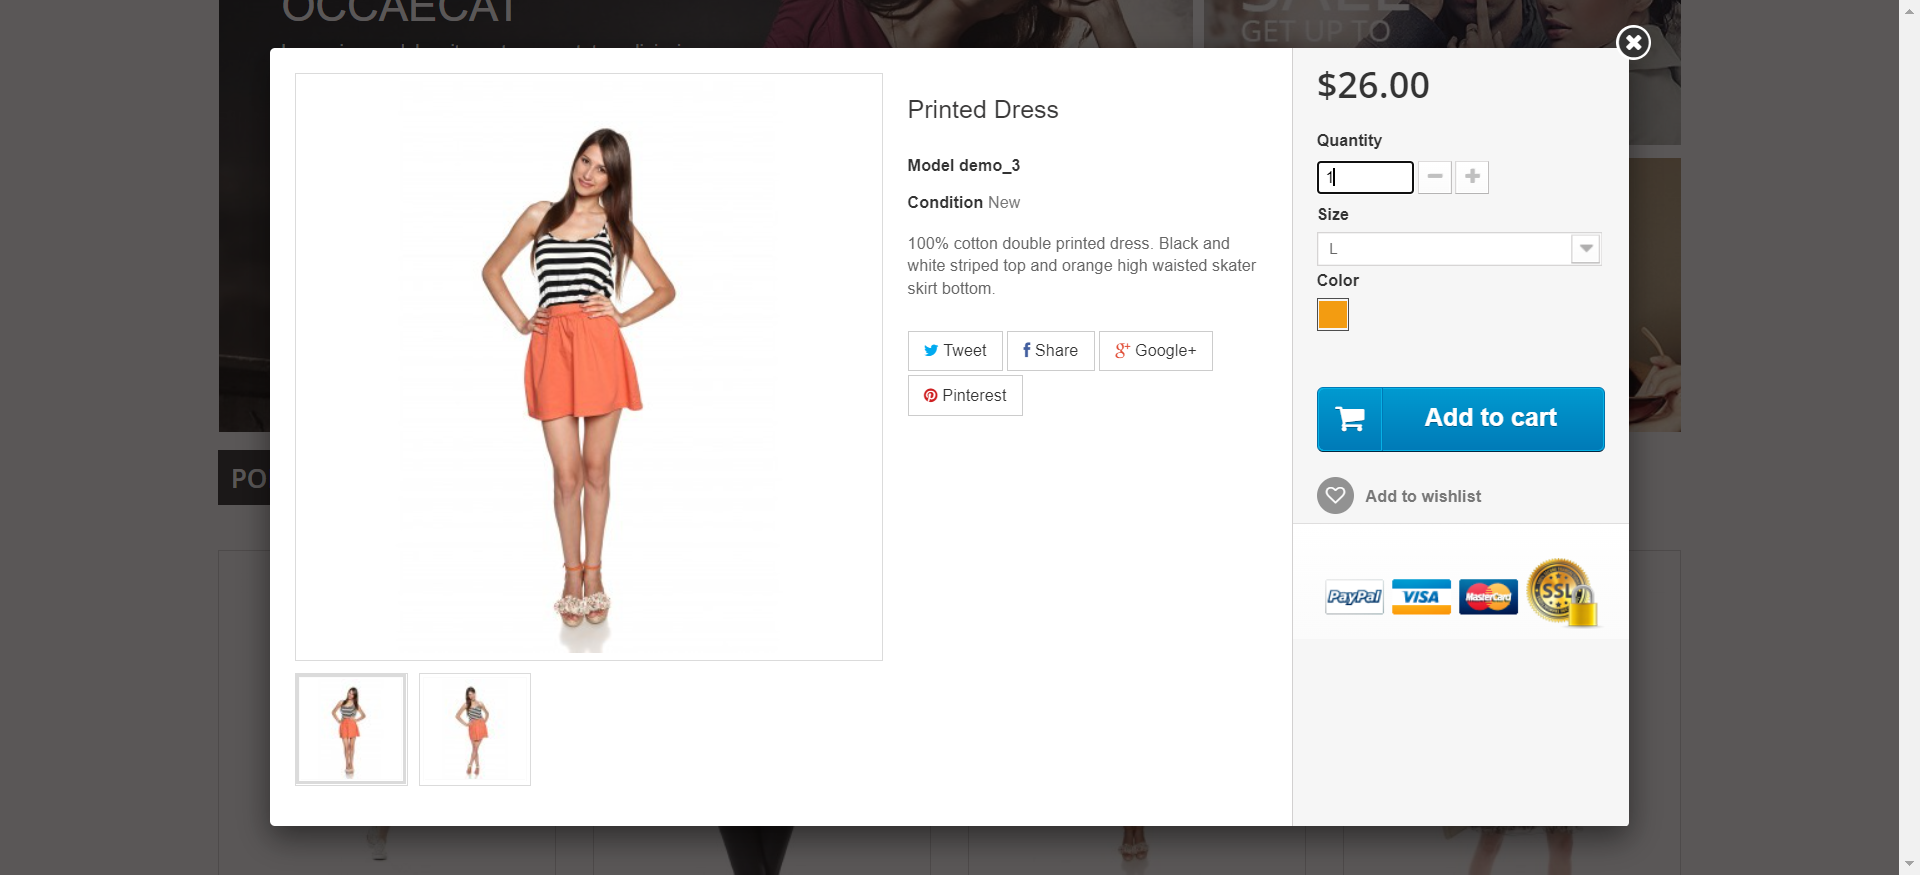 OCCAECAT
GET UP TO
PO
Printed Dress
Model demo_3
Condition New
100% cotton double printed dress. Black and
white striped top and orange high waisted skater
skirt bottom.
Tweet
Share
Google+
Pinterest
$26.00
Quantity
1
Size
L
Color
Add to cart
Add to wishlist
PayPal
VISA
MasterCard
SSL